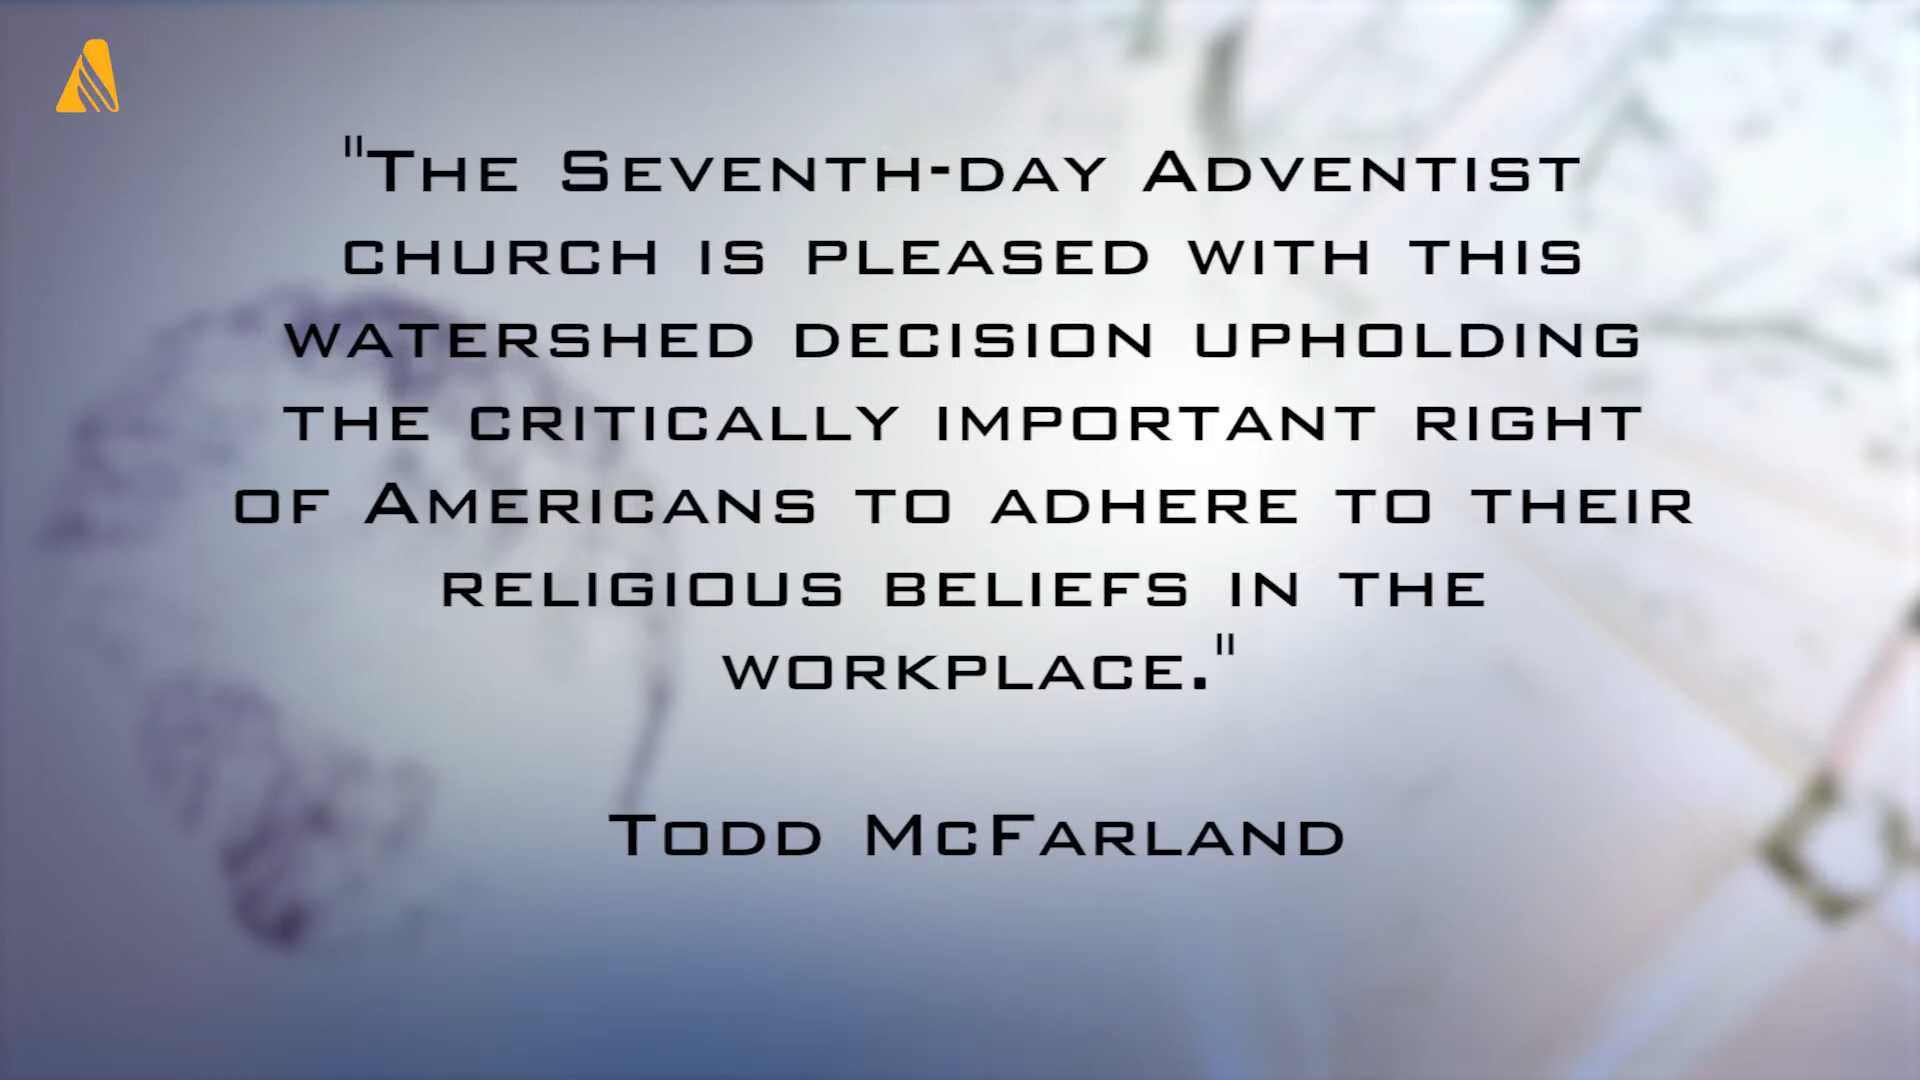 "The Seventh-day Adventist
church is pleased with this
watershed decision upholding
the critically important right
of Americans to adhere to their
religious beliefs in the
workplace."
Todd McFarland